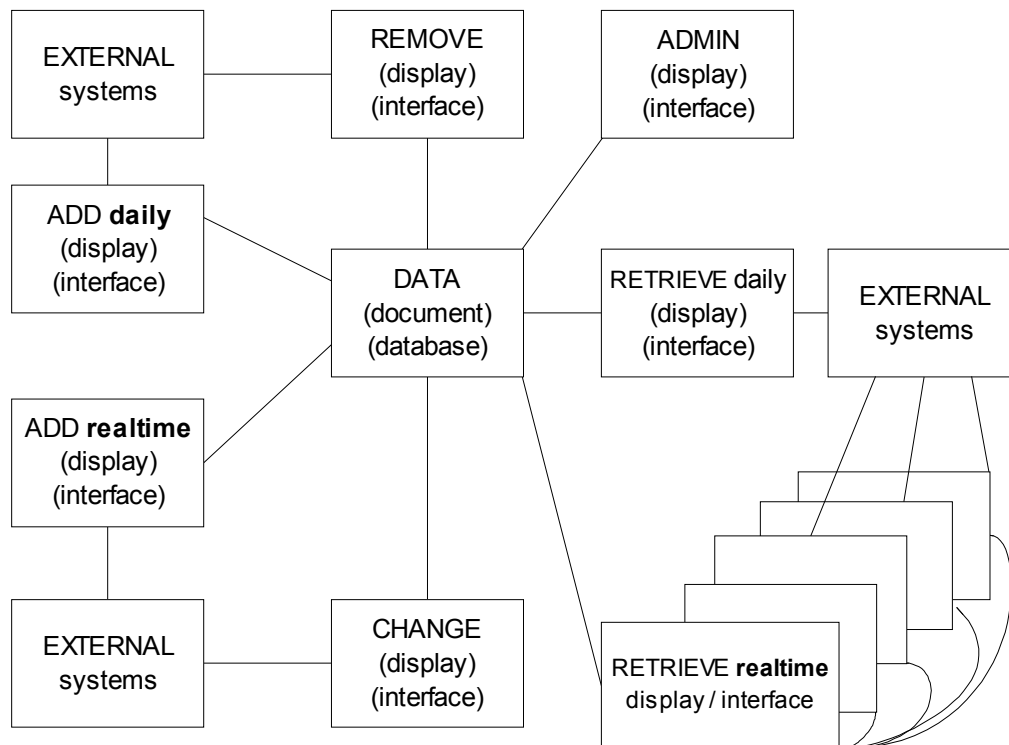 EXTERNAL
systems
REMOVE
(display)
(interface)
ADMIN
(display)
(interface)
ADD daily
(display)
(interface)
DATA
(document)
(database)
RETRIEVE daily
(display)
(interface)
EXTERNAL
systems
ADD realtime
(display)
(interface)
EXTERNAL
systems
CHANGE
(display)
(interface)
RETRIEVE realtime
display / interface